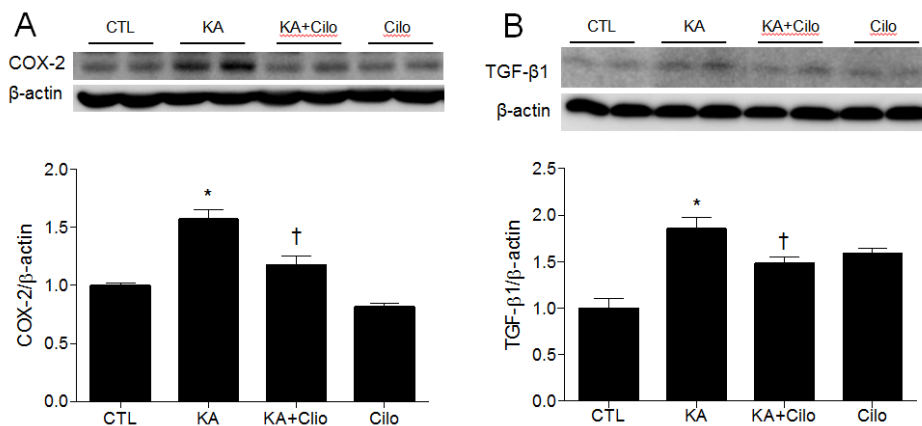 A
CTL KA KA+Cilo Cilo
COX-2
β-actin
COX-2/β-actin
2.0
1.5
1.0
0.5
0.0
*
†
CTL KA KA+Clio Cilo
B
CTL KA KA+Cilo Cilo
TGF-β1
β-actin
TGF-β1/β-actin
2.5
2.0
1.5
1.0
0.5
0.0
*
†
CTL KA KA+Cilo Cilo